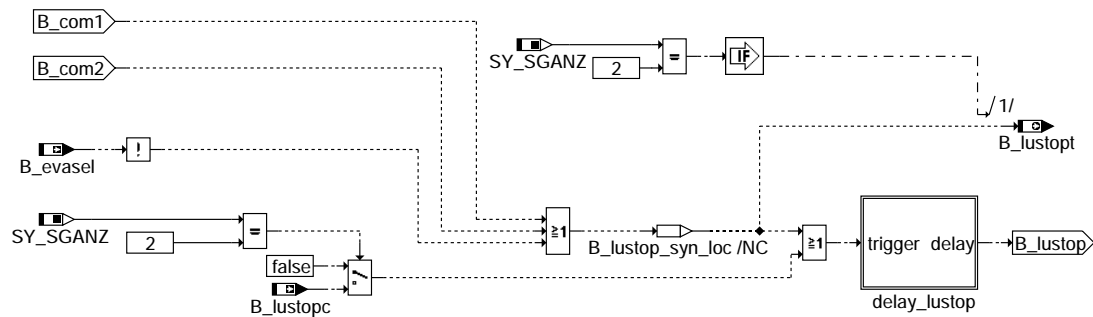 B_com1
B_com2
SY_SGANZ
2
=
IF
/1/
B_lustopt
B_evasel
!
SY_SGANZ
2
=
false
B_lustopc
≧1
B_lustop_syn_loc /NC
≧1
trigger delay
delay_lustop
B_lustop